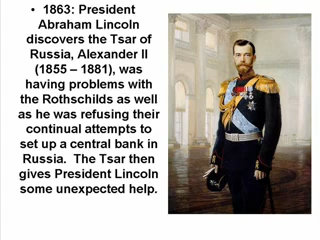 • 1863: President
Abraham Lincoln
discovers the Tsar of
Russia, Alexander II
(1855 – 1881), was
having problems with
the Rothschilds as well
as he was refusing their
continual attempts to
set up a central bank in
Russia.  The Tsar then
gives President Lincoln
some unexpected help.